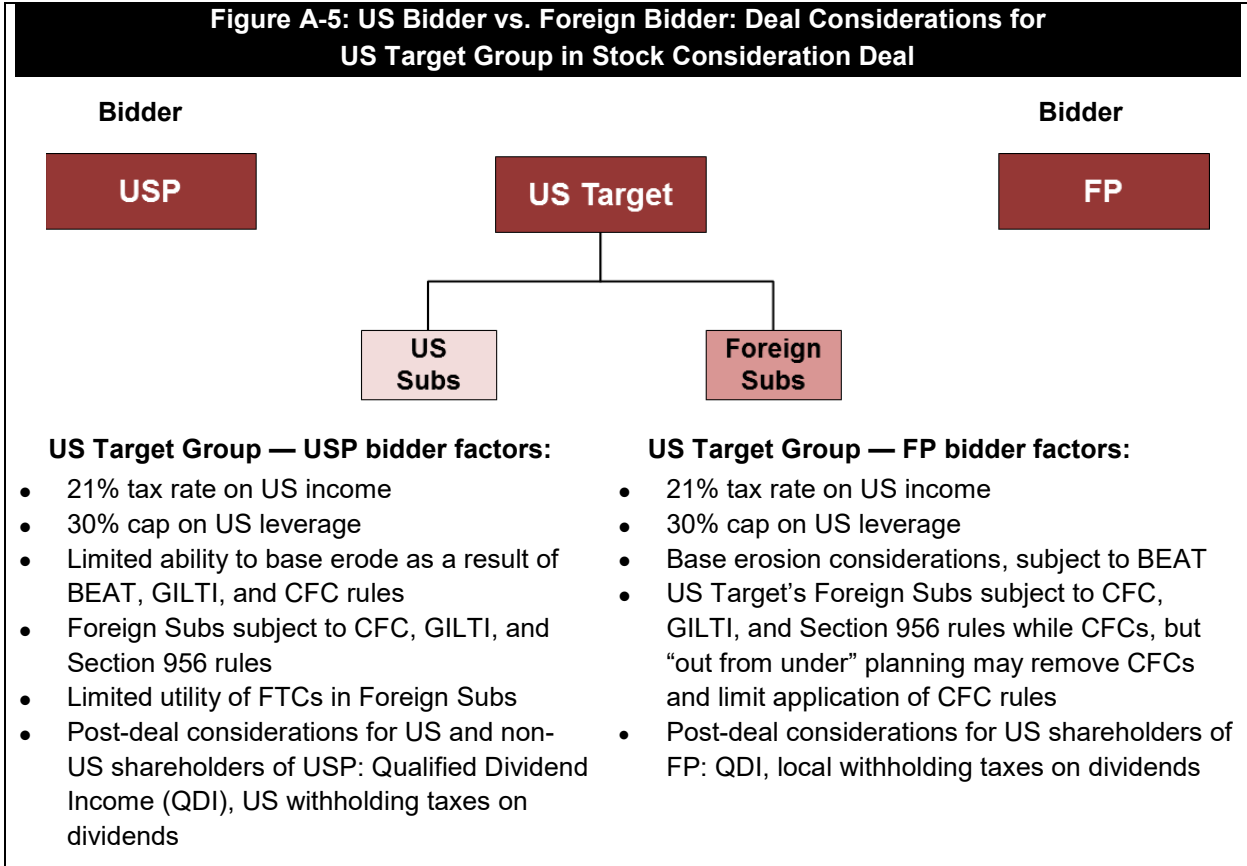 Figure A-5: US Bidder vs. Foreign Bidder: Deal Considerations for
US Target Group in Stock Consideration Deal
Bidder
Bidder
USP
US Target
FP
US
Subs
Foreign
Subs
US Target Group — USP bidder factors:
• 21% tax rate on US income
• 30% cap on US leverage
• Limited ability to base erode as a result of
BEAT, GILTI, and CFC rules
• Foreign Subs subject to CFC, GILTI, and
Section 956 rules
• Limited utility of FTCs in Foreign Subs
• Post-deal considerations for US and non-
US shareholders of USP: Qualified Dividend
Income (QDI), US withholding taxes on
dividends
US Target Group — FP bidder factors:
• 21% tax rate on US income
• 30% cap on US leverage
• Base erosion considerations, subject to BEAT
• US Target’s Foreign Subs subject to CFC,
GILTI, and Section 956 rules while CFCs, but
“out from under” planning may remove CFCs
and limit application of CFC rules
• Post-deal considerations for US shareholders of
FP: QDI, local withholding taxes on dividends